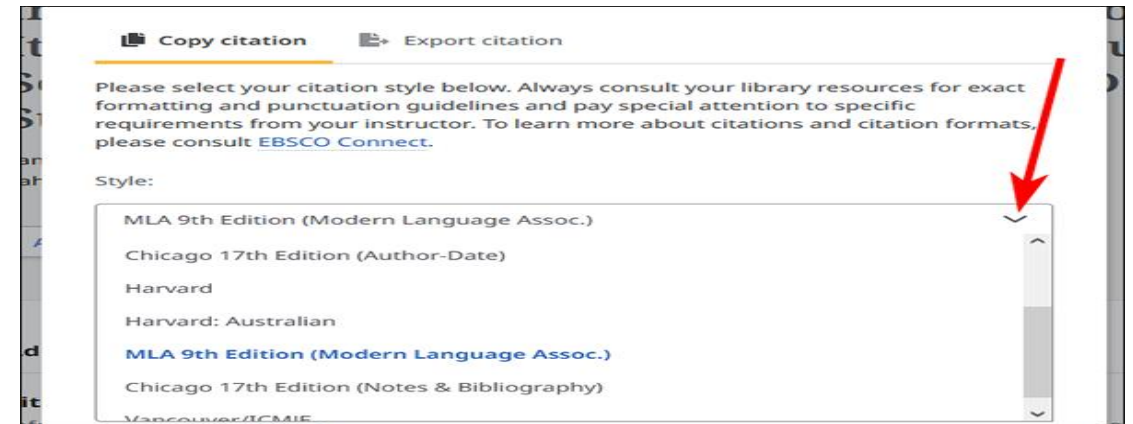 Copy citation Export citation
Please select your citation style below. Always consult your library resources for exact
formatting and punctuation guidelines and pay special attention to specific
requirements from your instructor. To learn more about citations and citation formats,
please consult EBSCO Connect.
Style:
MLA 9th Edition (Modern Language Assoc.)
Chicago 17th Edition (Author-Date)
Harvard
Harvard: Australian
MLA 9th Edition (Modern Language Assoc.)
Chicago 17th Edition (Notes & Bibliography)
Vancouver/ICMJE